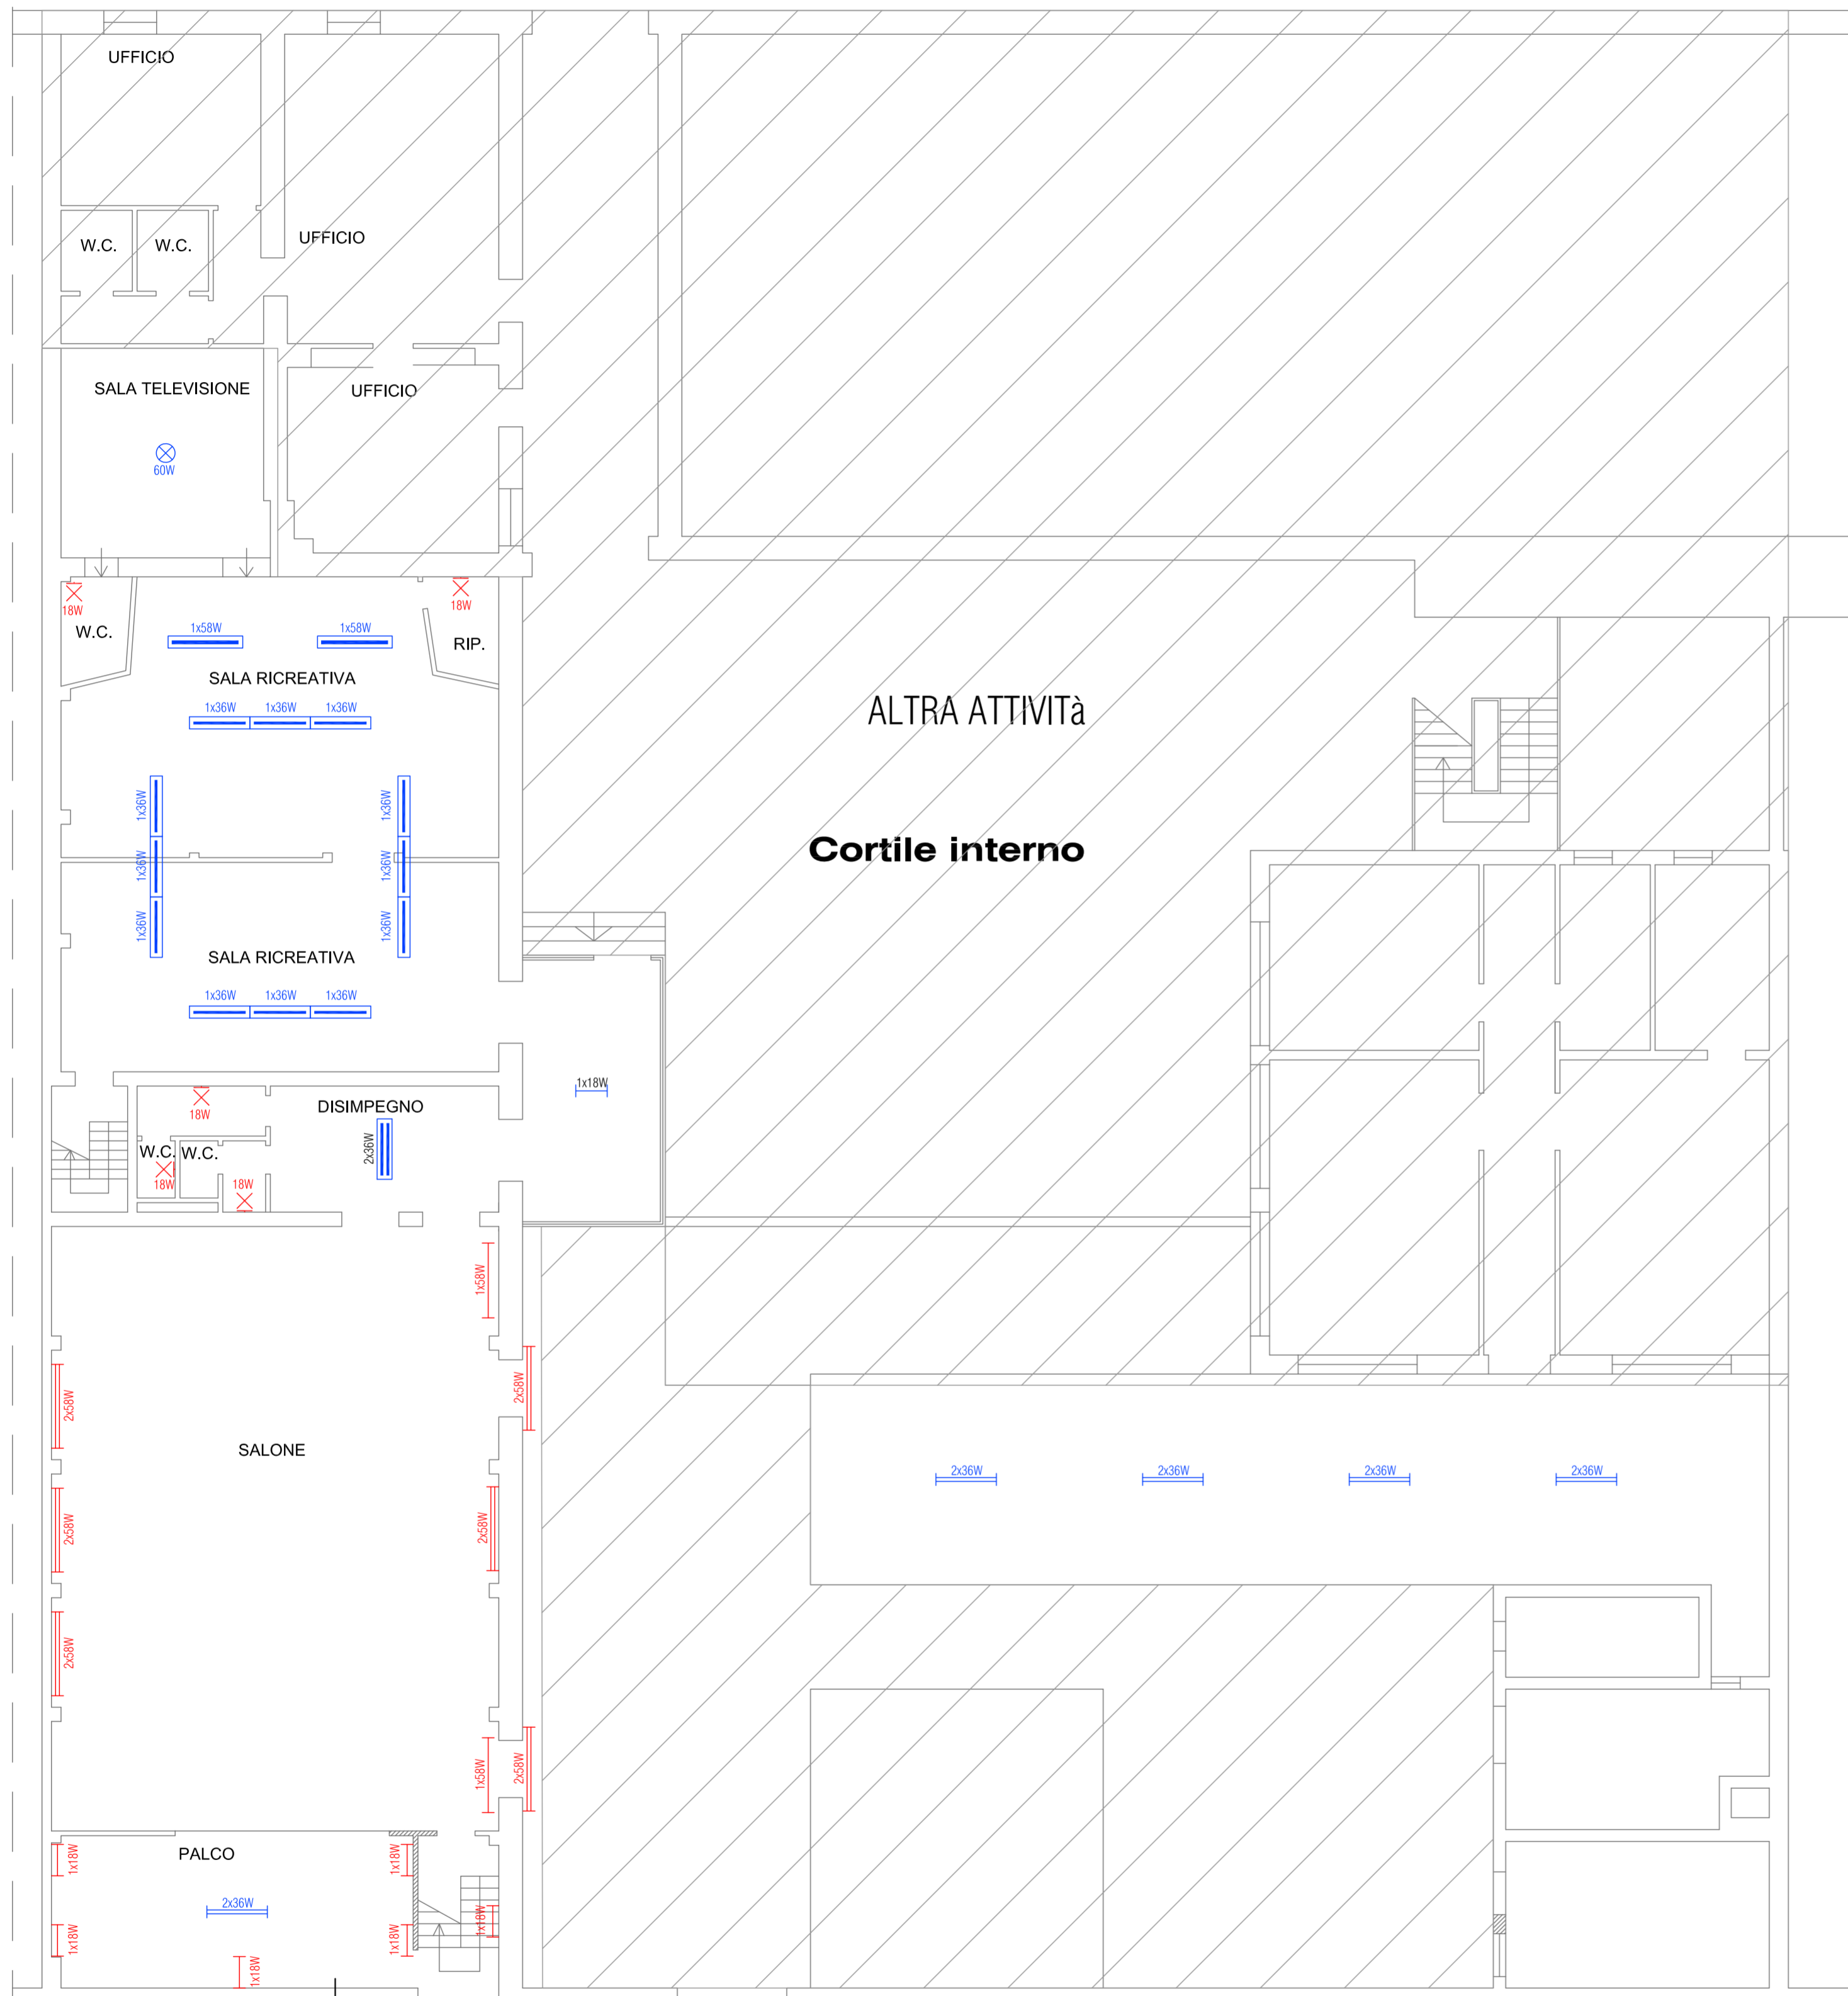 UFFICIO
W.C.
W.C.
UFFICIO
SALA TELEVISIONE
UFFICIO
60W
18W
18W
W.C.
1x58W
1x58W
RIP.
SALA RICREATIVA
1x36W
1x36W
1x36W
ALTRA ATTIVITà
1x36W
1x36W
Cortile interno
1x36W
1x36W
1x36W
1x36W
SALA RICREATIVA
1x36W
1x36W
1x36W
1x18W
18W
DISIMPEGNO
W.C.
W.C.
2x36W
18W
18W
1x58W
2x58W
2x58W
SALONE
2x36W
2x36W
2x36W
2x36W
2x58W
2x58W
2x58W
1x58W
2x58W
PALCO
1x18W
1x18W
2x36W
1x18W
1x18W
1x18W
1x18W